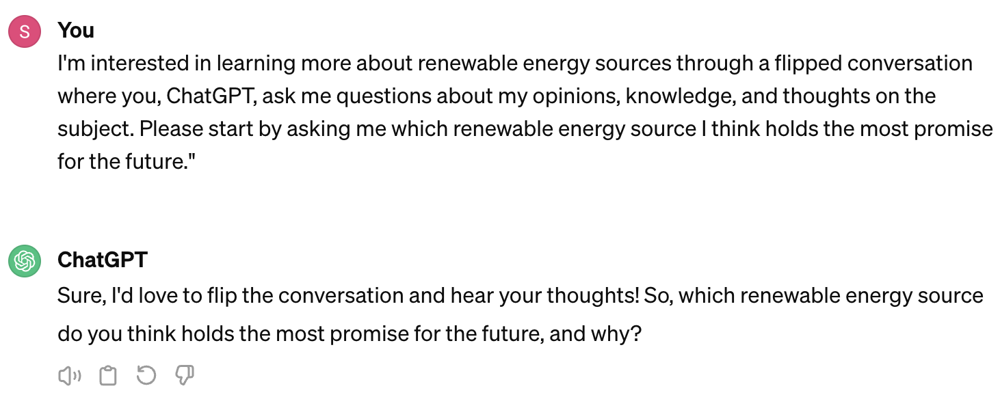 S
You
I'm interested in learning more about renewable energy sources through a flipped conversation
where you, ChatGPT, ask me questions about my opinions, knowledge, and thoughts on the
subject. Please start by asking me which renewable energy source I think holds the most promise
for the future."
ChatGPT
Sure, I'd love to flip the conversation and hear your thoughts! So, which renewable energy source
do you think holds the most promise for the future, and why?